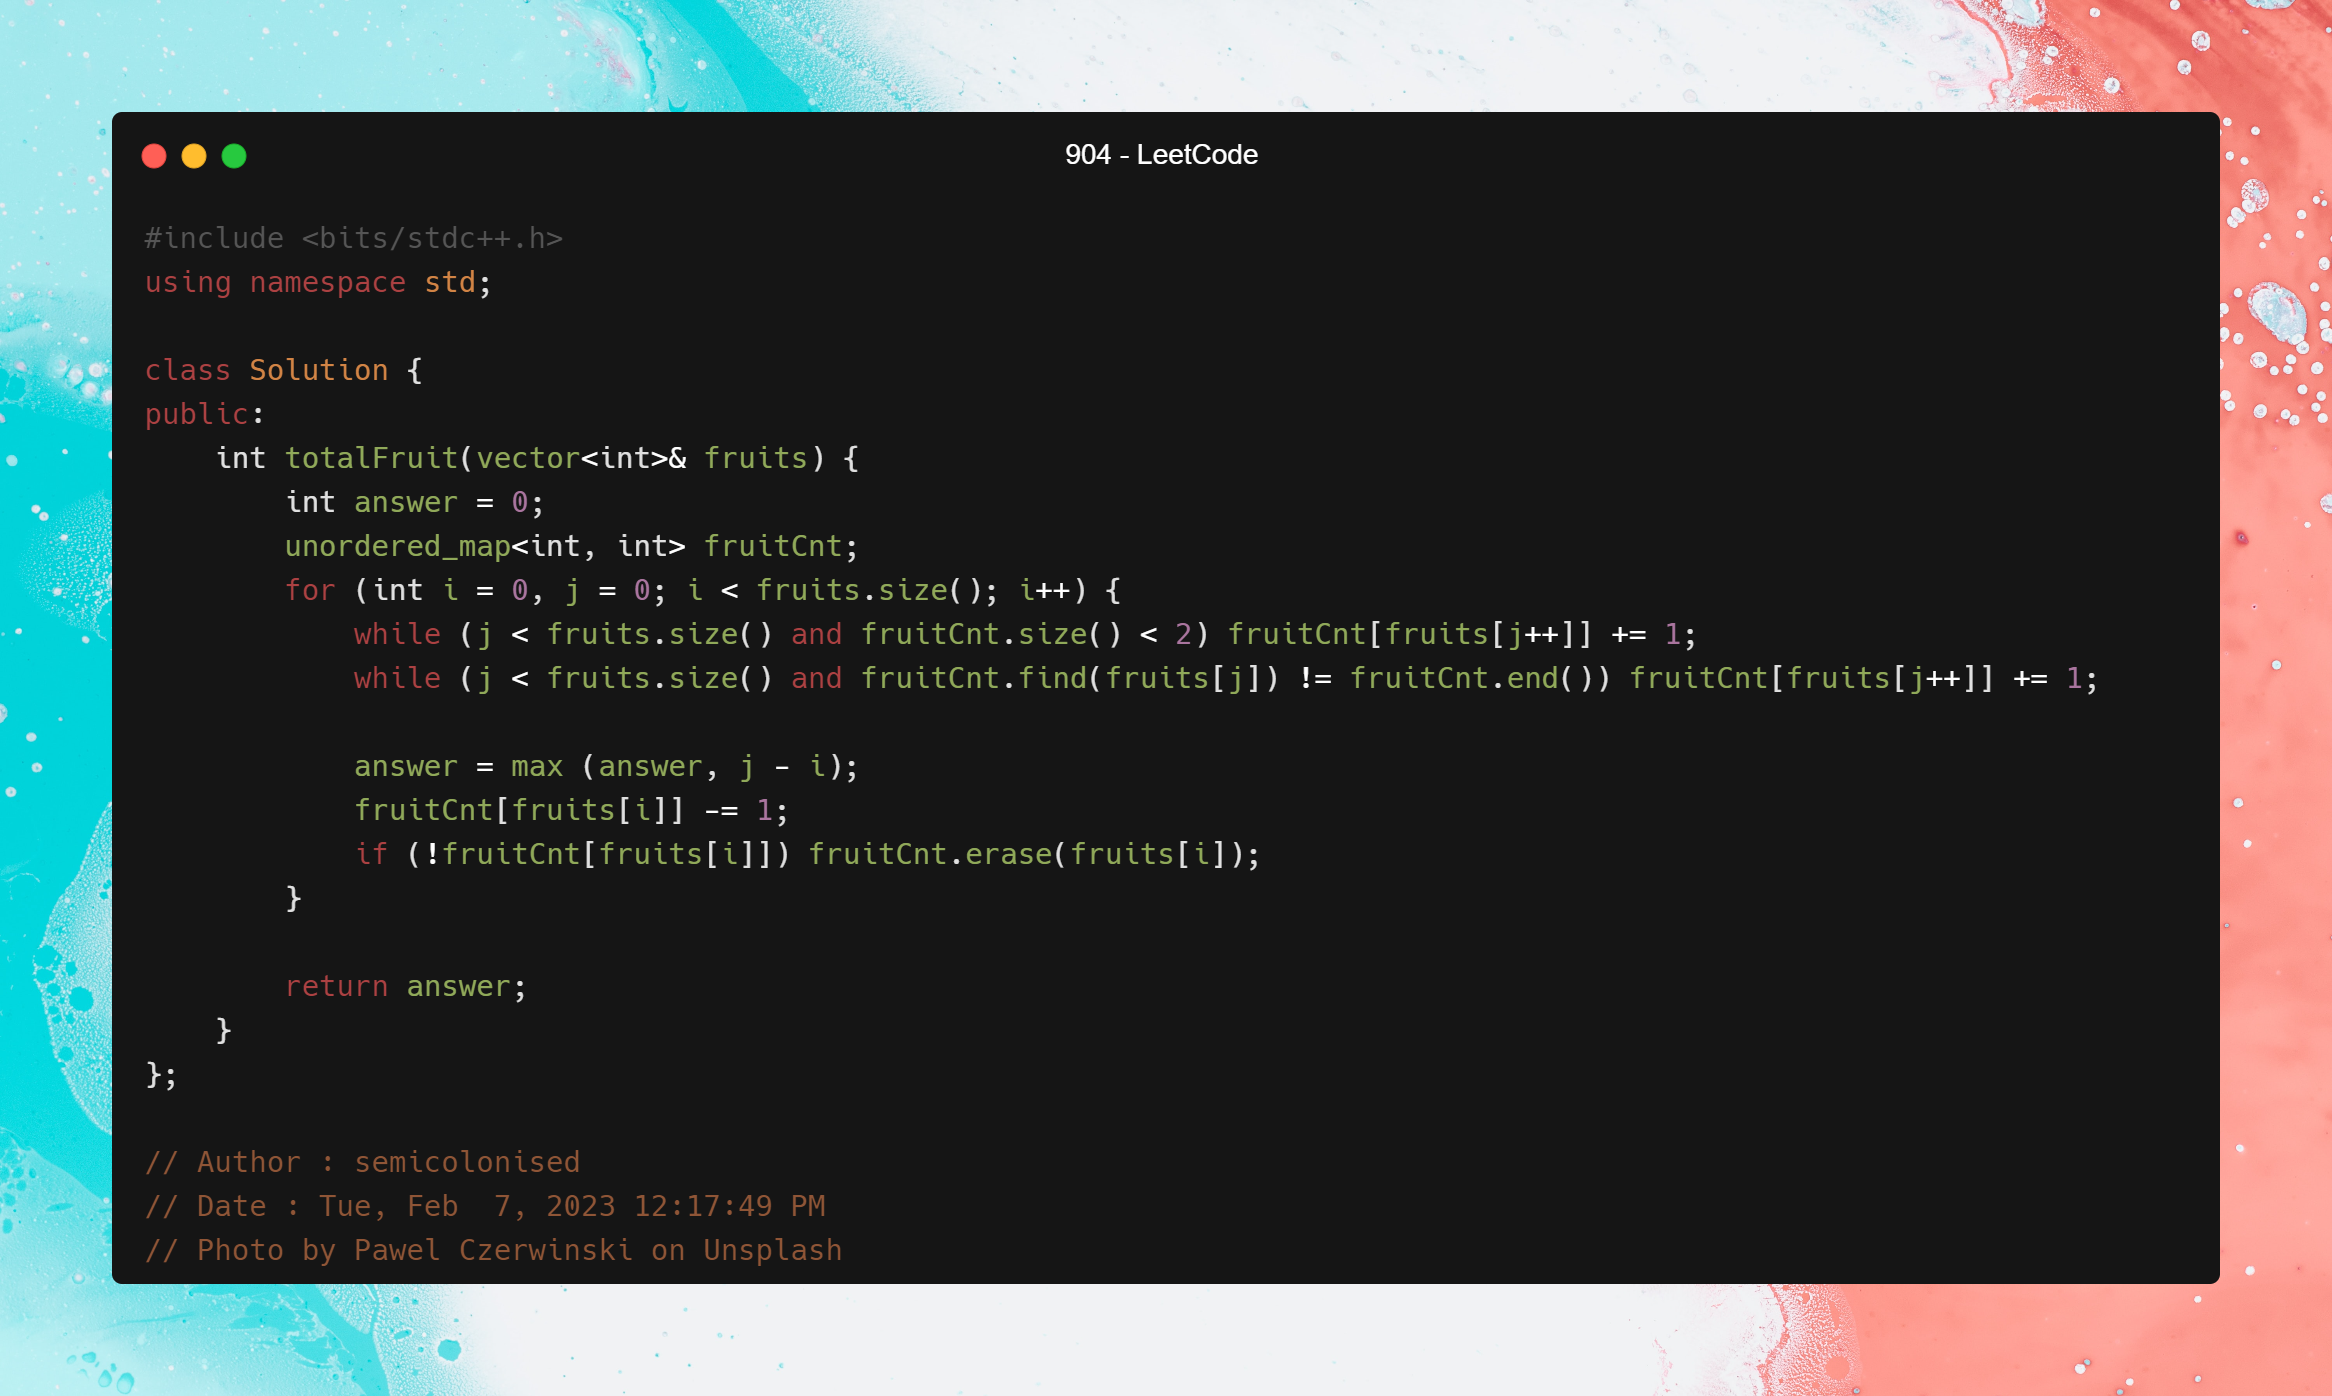 904 - LeetCode
#include <bits/stdc++.h>
using namespace std;
class Solution {
public:
    int totalFruit(vector<int>& fruits) {
        int answer = 0;
        unordered_map<int, int> fruitCnt;
        for (int i = 0, j = 0; i < fruits.size(); i++) {
            while (j < fruits.size() and fruitCnt.size() < 2) fruitCnt[fruits[j++]] += 1;
            while (j < fruits.size() and fruitCnt.find(fruits[j]) != fruitCnt.end()) fruitCnt[fruits[j++]] += 1;
            answer = max (answer, j - i);
            fruitCnt[fruits[i]] -= 1;
            if (!fruitCnt[fruits[i]]) fruitCnt.erase(fruits[i]);
        }
        return answer;
    }
};
// Author : semicolonised
// Date : Tue, Feb  7, 2023 12:17:49 PM
// Photo by Pawel Czerwinski on Unsplash